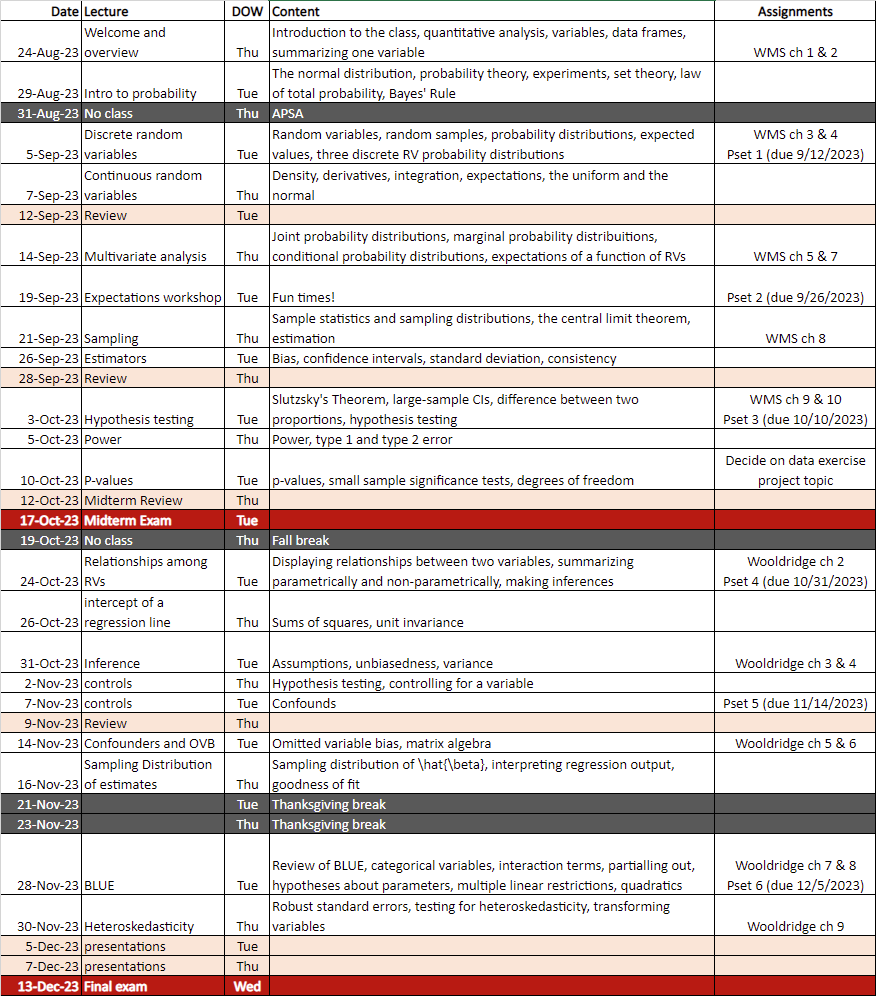 Date Lecture DOW Content Assignments
Welcome and Introduction to the class, quantitative analysis, variables, data frames,
24-Aug-23 overview Thu summarizing one variable WMS ch 1 & 2
The normal distribution, probability theory, experiments, set theory, law
29-Aug-23 Intro to probability Tue of total probability, Bayes' Rule
31-Aug-23 No class Thu APSA
Discrete random Random variables, random samples, probability distributions, expected WMS ch 3 & 4
5-Sep-23 variables Tue values, three discrete RV probability distributions Pset 1 (due 9/12/2023)
Continuous random Density, derivatives, integration, expectations, the uniform and the
7-Sep-23 variables Thu normal
12-Sep-23 Review Tue
Joint probability distributions, marginal probability distribuitions,
14-Sep-23 Multivariate analysis Thu conditional probability distributions, expectations of a function of RVs WMS ch 5 & 7
19-Sep-23 Expectations workshop Tue Fun times! Pset 2 (due 9/26/2023)
Sample statistics and sampling distributions, the central limit theorem,
21-Sep-23 Sampling Thu estimation WMS ch 8
26-Sep-23 Estimators Tue Bias, confidence intervals, standard deviation, consistency
28-Sep-23 Review Thu
Slutzsky's Theorem, large-sample CIs, difference between two WMS ch 9 & 10
3-Oct-23 Hypothesis testing Tue proportions, hypothesis testing Pset 3 (due 10/10/2023)
5-Oct-23 Power Thu Power, type 1 and type 2 error
Decide on data exercise
10-Oct-23 P-values Tue p-values, small sample significance tests, degrees of freedom project topic
12-Oct-23 Midterm Review Thu
17-Oct-23 Midterm Exam Tue
19-Oct-23 No class Thu Fall break
Relationships among Displaying relationships between two variables, summarizing Wooldridge ch 2
24-Oct-23 RVs Tue parametrically and non-parametrically, making inferences Pset 4 (due 10/31/2023)
intercept of a
26-Oct-23 regression line Thu Sums of squares, unit invariance
31-Oct-23 Inference Tue Assumptions, unbiasedness, variance Wooldridge ch 3 & 4
2-Nov-23 controls Thu Hypothesis testing, controlling for a variable
7-Nov-23 controls Tue Confounds Pset 5 (due 11/14/2023)
9-Nov-23 Review Thu
14-Nov-23 Confounders and OVB Tue Omitted variable bias, matrix algebra Wooldridge ch 5 & 6
Sampling Distribution Sampling distribution of \hat{\beta}, interpreting regression output,
16-Nov-23 of estimates Thu goodness of fit
21-Nov-23 Tue Thanksgiving break
23-Nov-23 Thu Thanksgiving break
Review of BLUE, categorical variables, interaction terms, partialling out, Wooldridge ch 7 & 8
28-Nov-23 BLUE Tue hypotheses about parameters, multiple linear restrictions, quadratics Pset 6 (due 12/5/2023)
Robust standard errors, testing for heteroskedasticity, transforming
30-Nov-23 Heteroskedasticity Thu variables Wooldridge ch 9
5-Dec-23 presentations Tue
7-Dec-23 presentations Thu
13-Dec-23 Final exam Wed